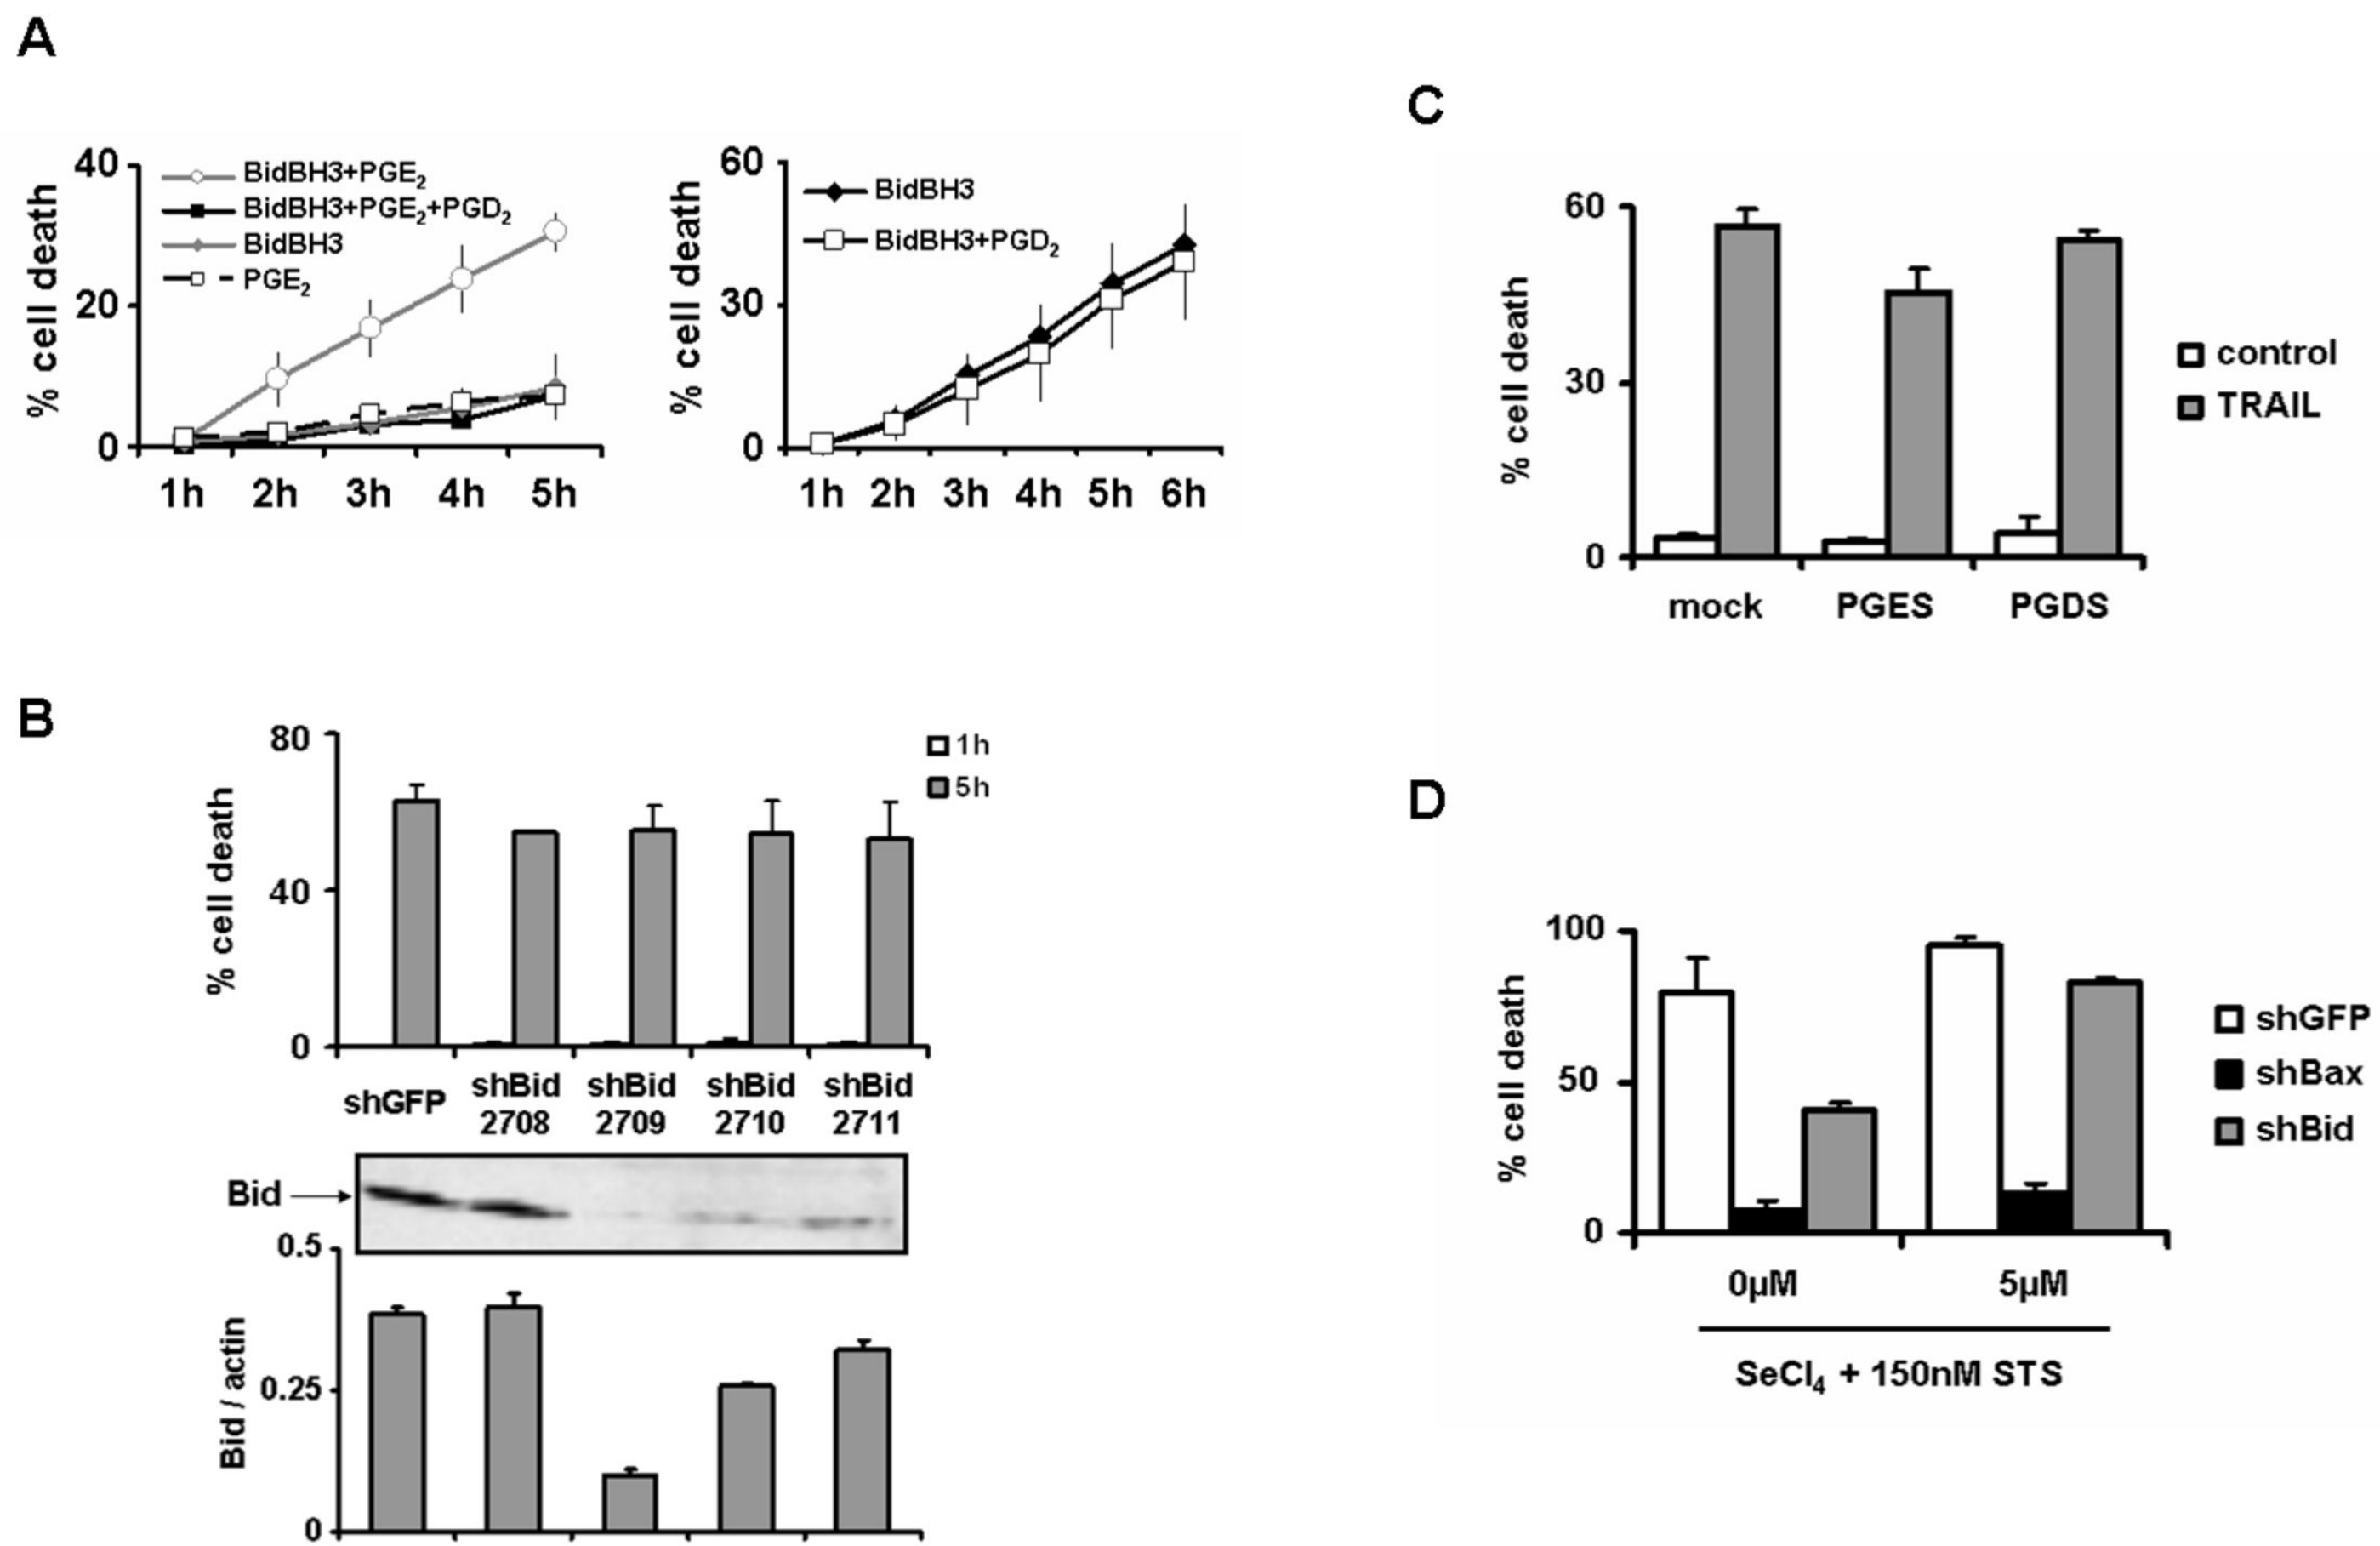 A
% cell death
40
20
0
BidBH3+PGE2
BidBH3+PGE2+PGD2
BidBH3
PGE2
1h 2h 3h 4h 5h
% cell death
60
30
0
BidBH3
BidBH3+PGD2
1h 2h 3h 4h 5h 6h
B
% cell death
80
40
0
1h
5h
shGFP
shBid 2708
shBid 2709
shBid 2710
shBid 2711
Bid
Bid / actin
0.5
0.25
0
C
% cell death
60
30
0
control
TRAIL
mock PGES PGDS
D
% cell death
100
50
0
shGFP
shBax
shBid
0µM 5µM
SeCl4 + 150nM STS